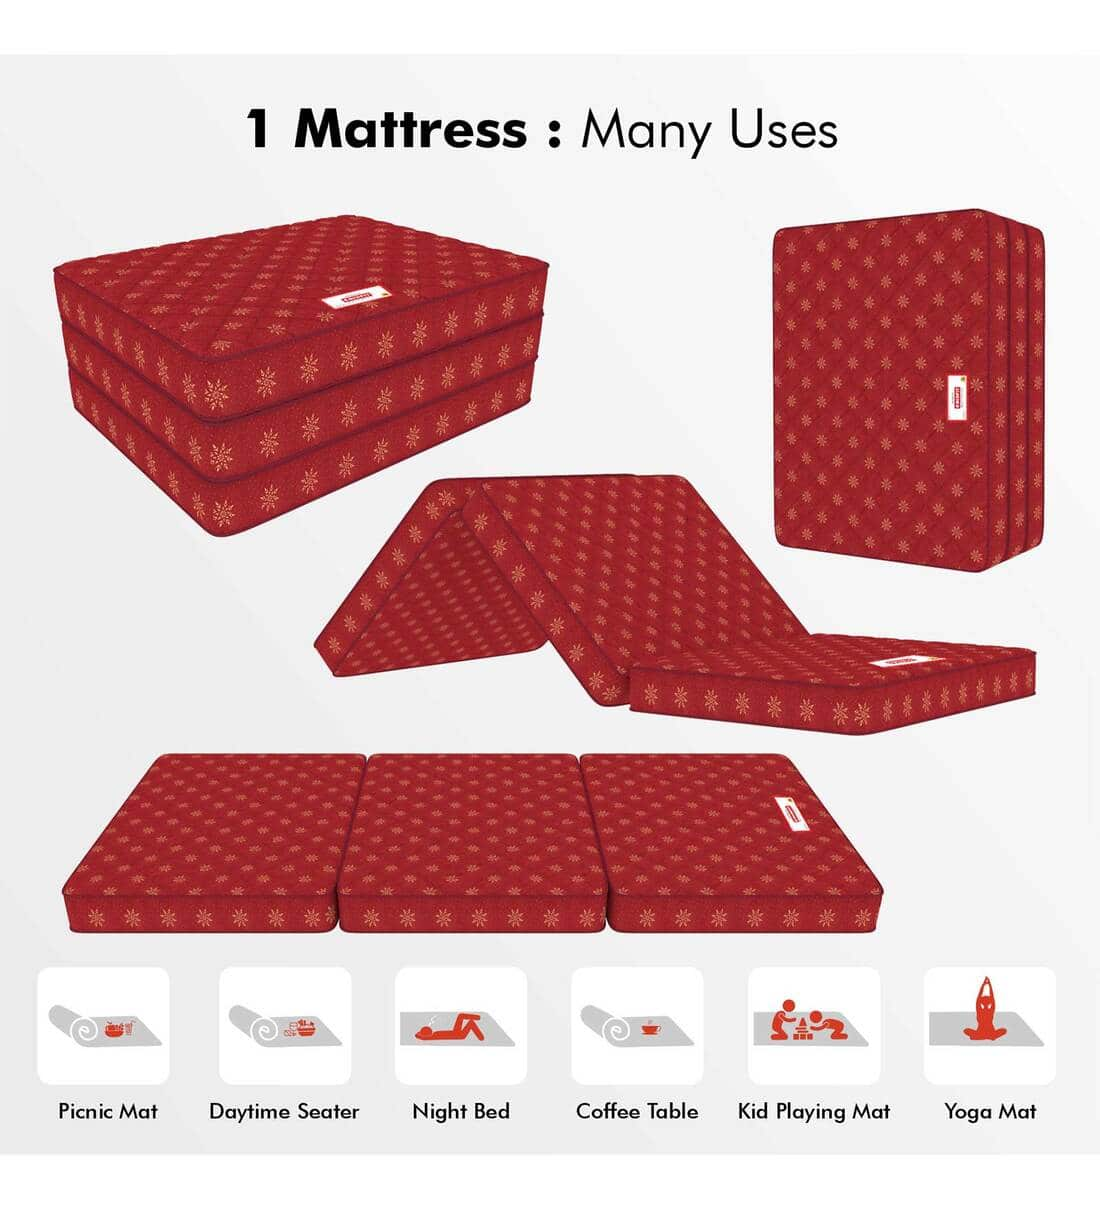 1 Mattress : Many Uses
Picnic Mat
Daytime Seater
Night Bed
Coffee Table
Kid Playing Mat
Yoga Mat